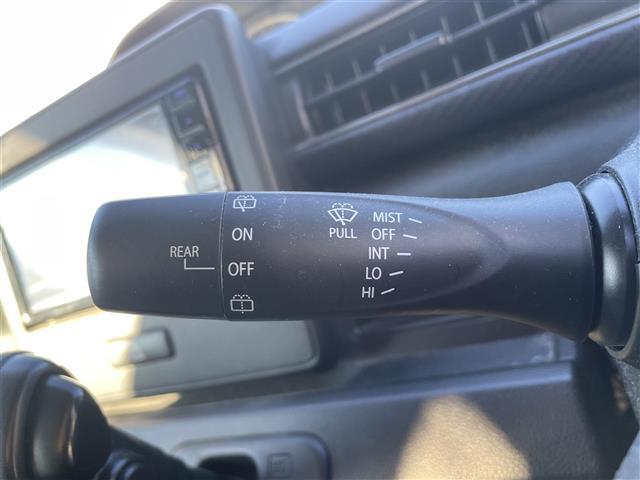 REAR
ON
OFF
PULL
MIST
OFF
INT
LO
HI